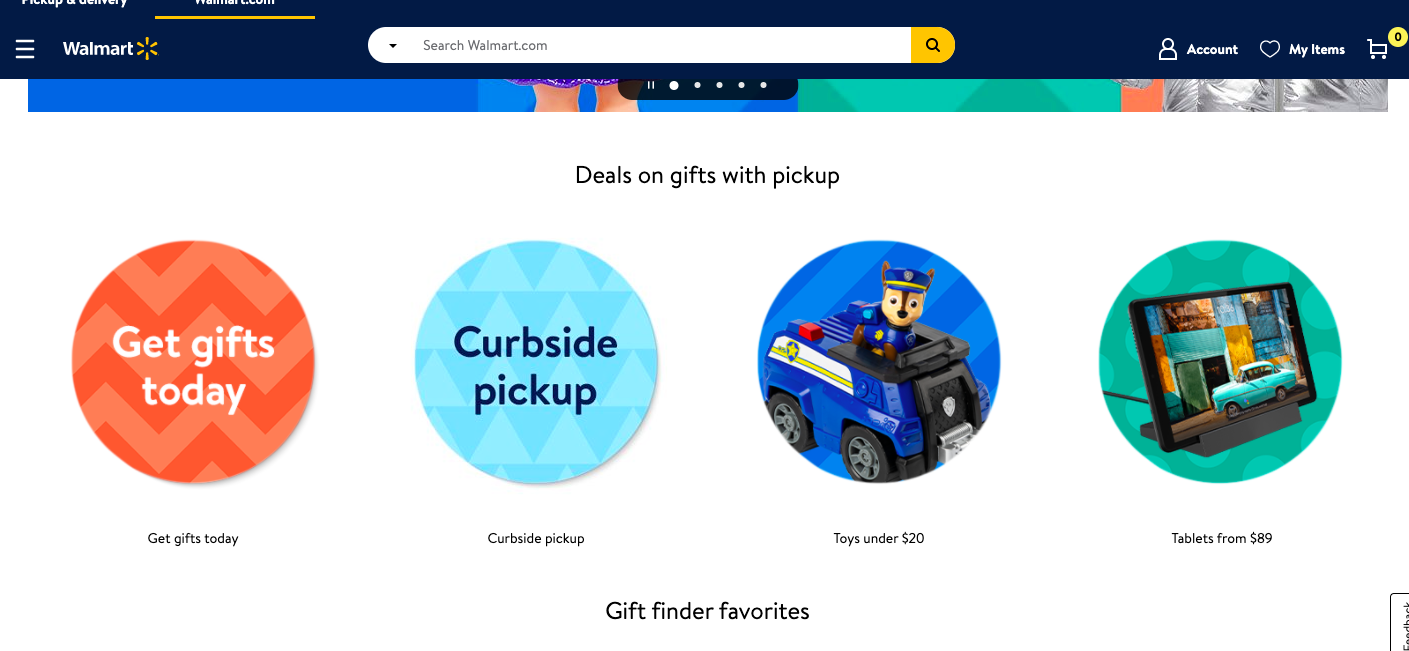 Pickup & delivery
Walmart.com
Walmart
Search Walmart.com
Account
My Items
0
Deals on gifts with pickup
Get gifts
today
Curbside
pickup
Get gifts today
Curbside pickup
Toys under $20
Tablets from $89
Gift finder favorites
Feedback